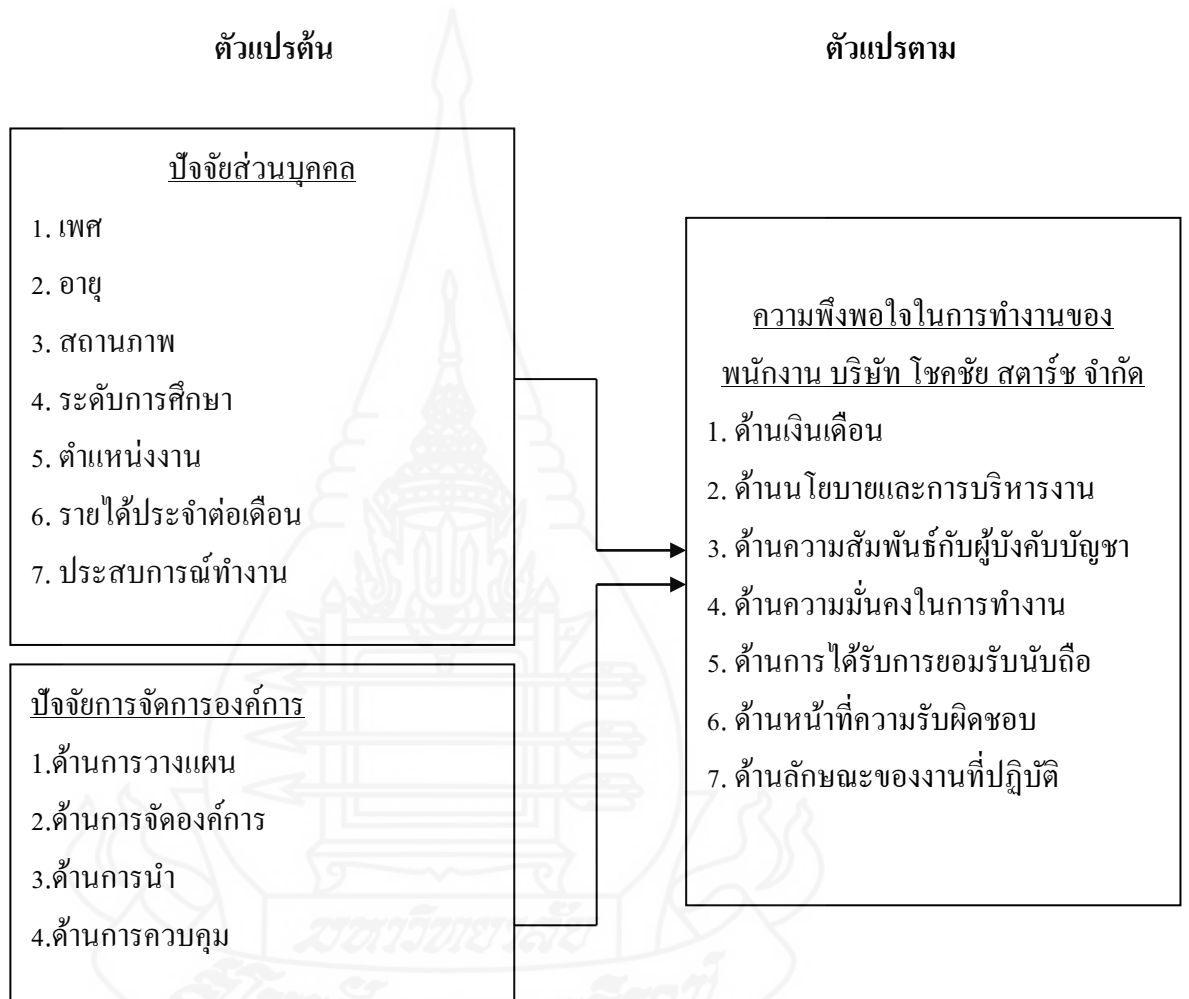 ตัวแปรต้น
ตัวแปรตาม
ปัจจัยส่วนบุคคล
1. เพศ
2. อายุ
3. สถานภาพ
4. ระดับการศึกษา
5. ตำแหน่งงาน
6. รายได้ประจำต่อเดือน
7. ประสบการณ์ทำงาน
ปัจจัยการจัดการองค์การ
1.ด้านการวางแผน
2.ด้านการจัดองค์การ
3.ด้านการนำ
4.ด้านการควบคุม
ความพึงพอใจในการทำงานของ
พนักงาน บริษัท โชคชัย สตาร์ช จำกัด
1. ด้านเงินเดือน
2. ด้านนโยบายและการบริหารงาน
3. ด้านความสัมพันธ์กับผู้บังคับบัญชา
4. ด้านความมั่นคงในการทำงาน
5. ด้านการได้รับการยอมรับนับถือ
6. ด้านหน้าที่ความรับผิดชอบ
7. ด้านลักษณะของงานที่ปฏิบัติ
มหาวิทยาลัย